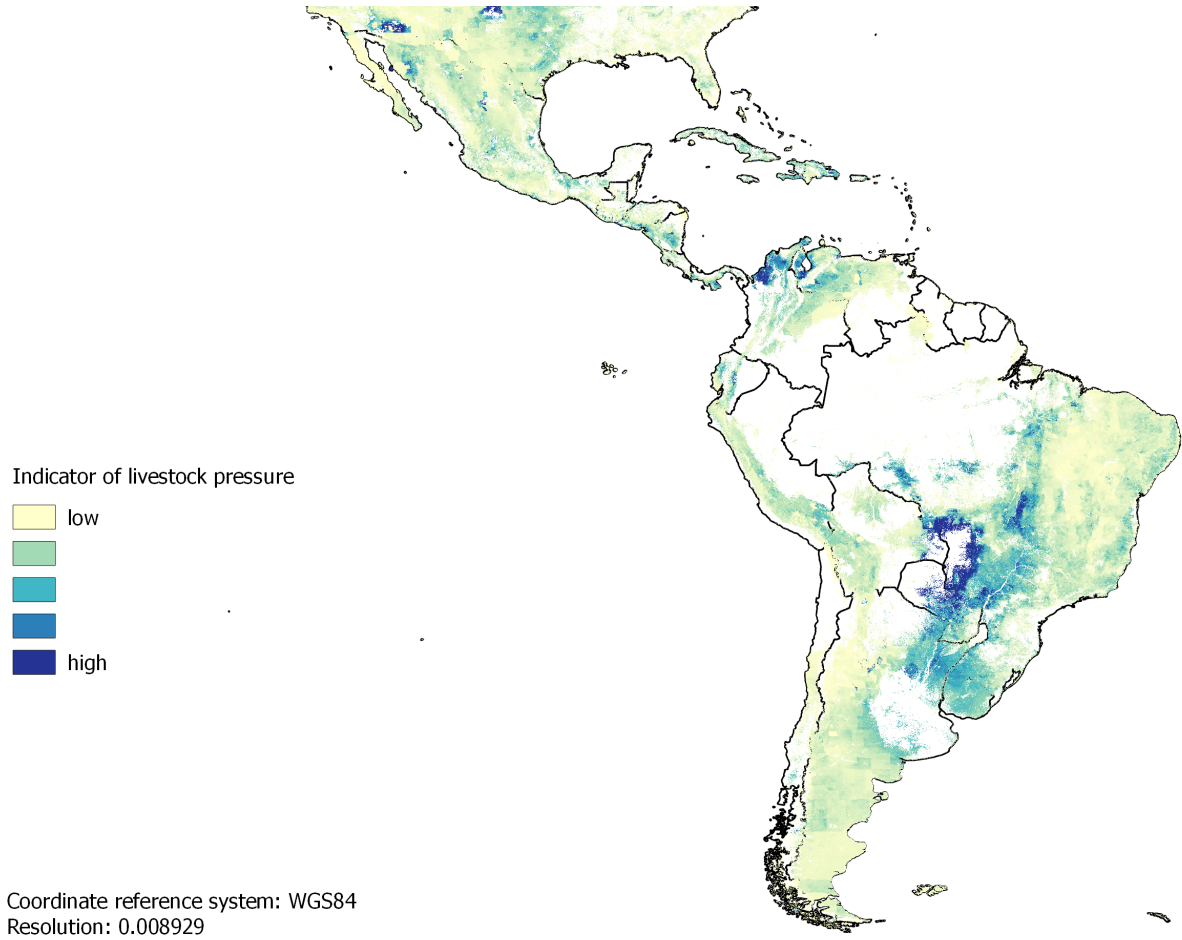 Indicator of livestock pressure
low
high
Coordinate reference system: WGS84
Resolution: 0.008929